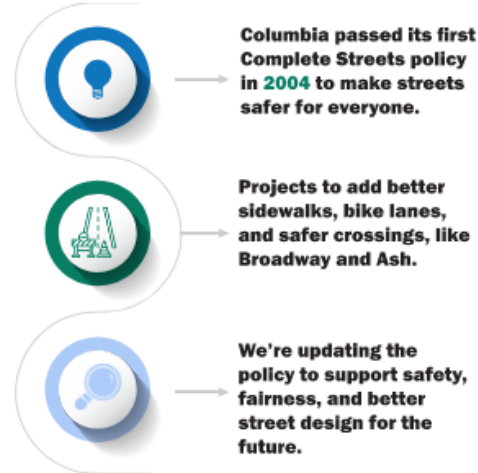 Columbia passed its first
Complete Streets policy
in 2004 to make streets
safer for everyone.
Projects to add better
sidewalks, bike lanes,
and safer crossings, like
Broadway and Ash.
We’re updating the
policy to support safety,
fairness, and better
street design for the
future.